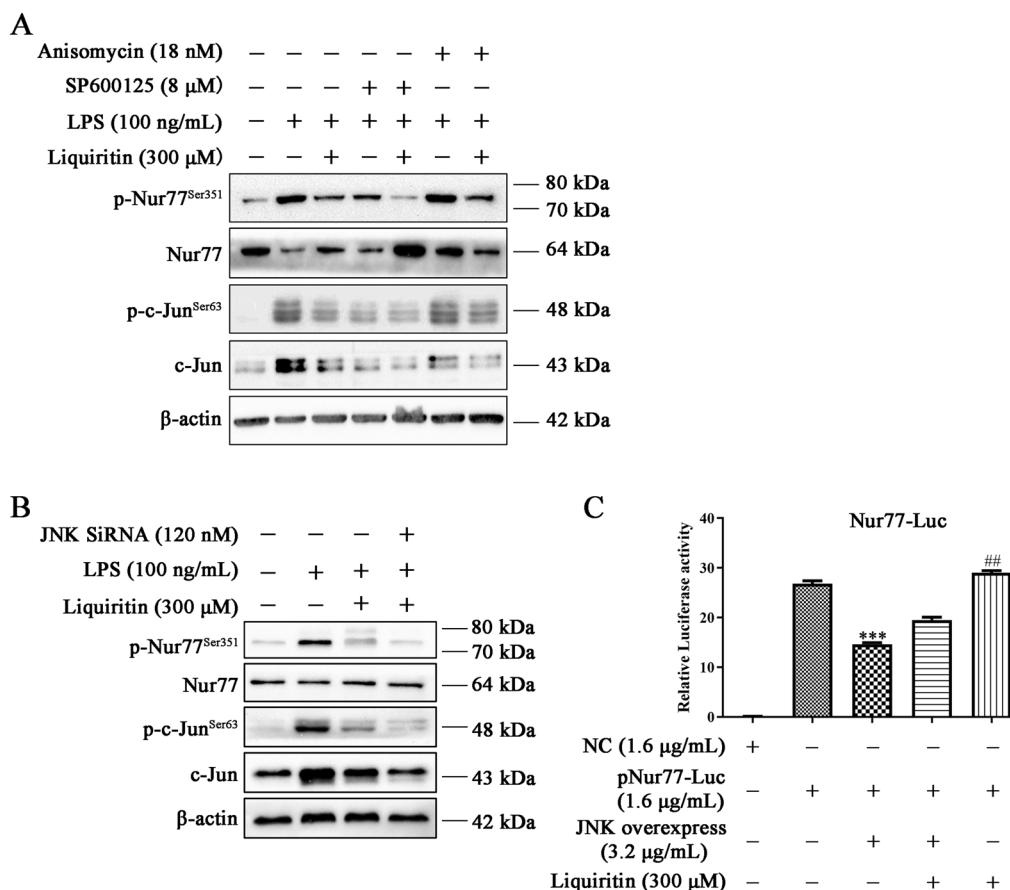 A
Anisomycin (18 nM) − − − − − + +
SP600125 (8 μM) − − − + + − −
LPS (100 ng/mL) − + + + + + +
Liquiritin (300 μM) − − + − + − +
p-Nur77Ser351
80 kDa
70 kDa
Nur77 64 kDa
p-c-JunSer63 48 kDa
c-Jun 43 kDa
β-actin 42 kDa
B
JNK SiRNA (120 nM) − − − +
LPS (100 ng/mL) − + + +
Liquiritin (300 μM) − − + +
p-Nur77Ser351
80 kDa
70 kDa
Nur77 64 kDa
p-c-JunSer63 48 kDa
c-Jun 43 kDa
β-actin 42 kDa
C
Nur77-Luc
Relative Luciferase activity
40
30
20
10
0
***
##
NC (1.6 μg/mL) + − − − −
pNur77-Luc
(1.6 μg/mL) − + + + +
JNK overexpress
(3.2 μg/mL) − − + + −
Liquiritin (300 μM) − − − + +